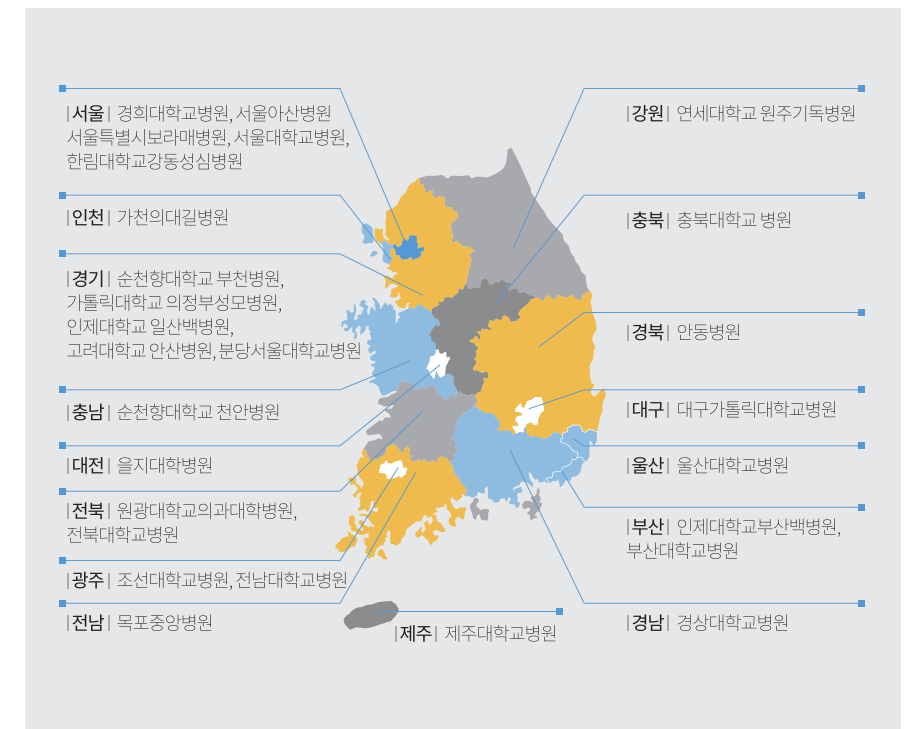 |서울| 경희대학교병원, 서울아산병원
서울특별시보라매병원, 서울대학교병원,
한림대학교강동성심병원
|인천| 가천의대길병원
|경기| 순천향대학교 부천병원,
가톨릭대학교 의정부성모병원,
인제대학교 일산백병원,
고려대학교 안산병원, 분당서울대학교병원
|충남| 순천향대학교 천안병원
|대전| 을지대학병원
|전북| 원광대학교의과대학병원,
전북대학교병원
|광주| 조선대학교병원, 전남대학교병원
|전남| 목포중앙병원
|제주| 제주대학교병원
|강원| 연세대학교 원주기독병원
|충북| 충북대학교 병원
|경북| 안동병원
|대구| 대구가톨릭대학교병원
|울산| 울산대학교병원
|부산| 인제대학교부산백병원,
부산대학교병원
|경남| 경상대학교병원